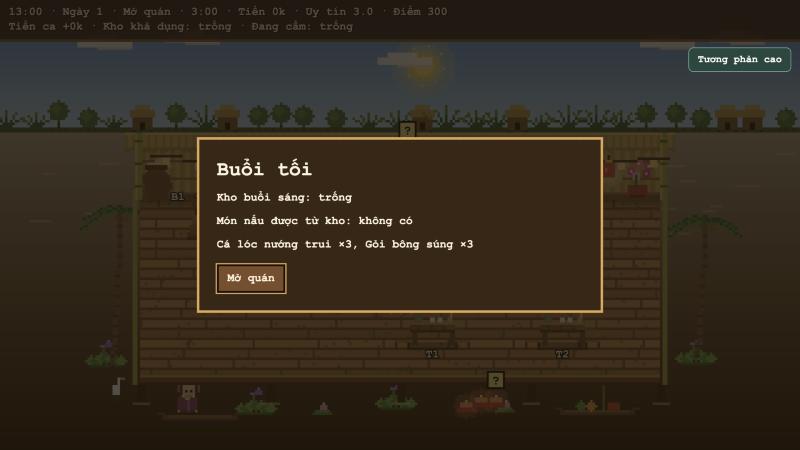 13:00 · Ngày 1 · Mở quán · 3:00 · Tiền 0k · Uy tín 3.0 · Điểm 300
Tiền ca +0k · Kho khả dụng: trống · Đang cầm: trống
Tương phản cao
?
Buổi tối
B1
Kho buổi sáng: trống
Món nấu được từ kho: không có
Cá lóc nướng trui ×3, Gỏi bông súng ×3
Mở quán
T1
T2
?